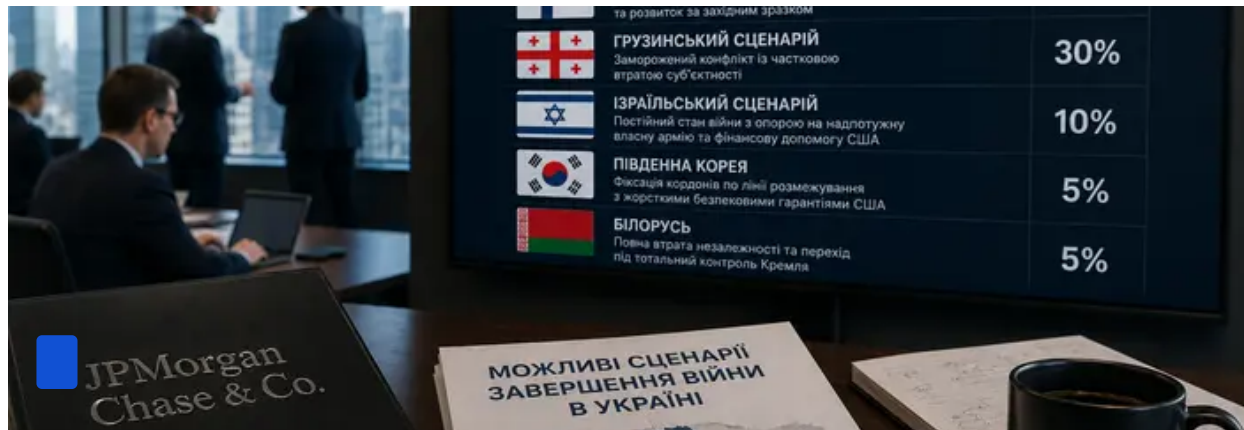 та розвиток за західним зразком
ГРУЗИНСЬКИЙ СЦЕНАРІЙ
Заморожений конфлікт із частковою
втратою суб'єктності
30%
ІЗРАЇЛЬСЬКИЙ СЦЕНАРІЙ
Постійний стан війни з опорою на надпотужну
власну армію та фінансову допомогу США
10%
ПІВДЕННА КОРЕЯ
Фіксація кордонів по лінії розмежування
з жорсткими безпековими гарантіями США
5%
БІЛОРУСЬ
Повна втрата незалежності та перехід
під тотальний контроль Кремля
5%
JPMorgan
Chase & Co.
МОЖЛИВІ СЦЕНАРІЇ
ЗАВЕРШЕННЯ ВІЙНИ
В УКРАЇНІ